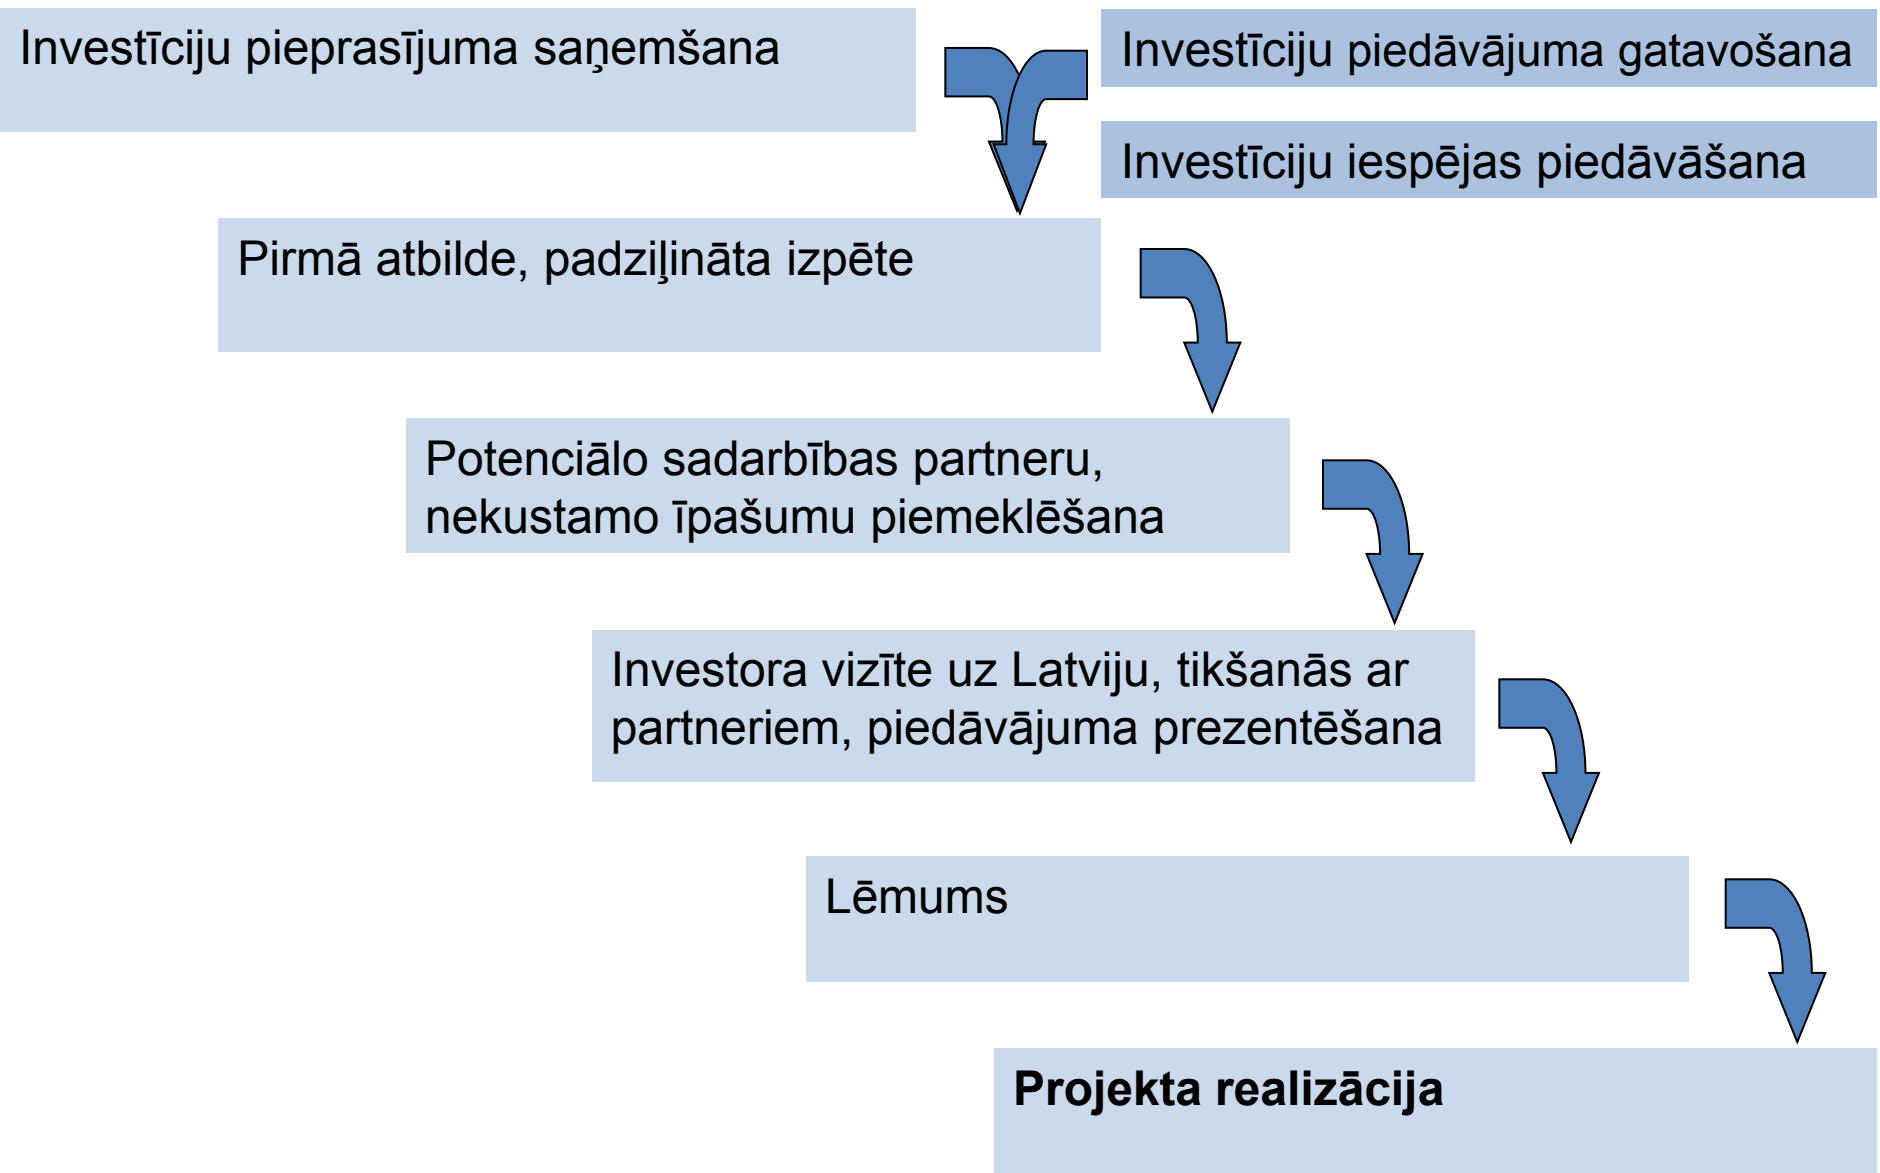 Investīciju pieprasījuma saņemšana
Investīciju piedāvājuma gatavošana
Investīciju iespējas piedāvāšana
Pirmā atbilde, padziļināta izpēte
Potenciālo sadarbības partneru,
nekustamo īpašumu piemeklēšana
Investora vizīte uz Latviju, tikšanās ar
partneriem, piedāvājuma prezentēšana
Lēmums
Projekta realizācija